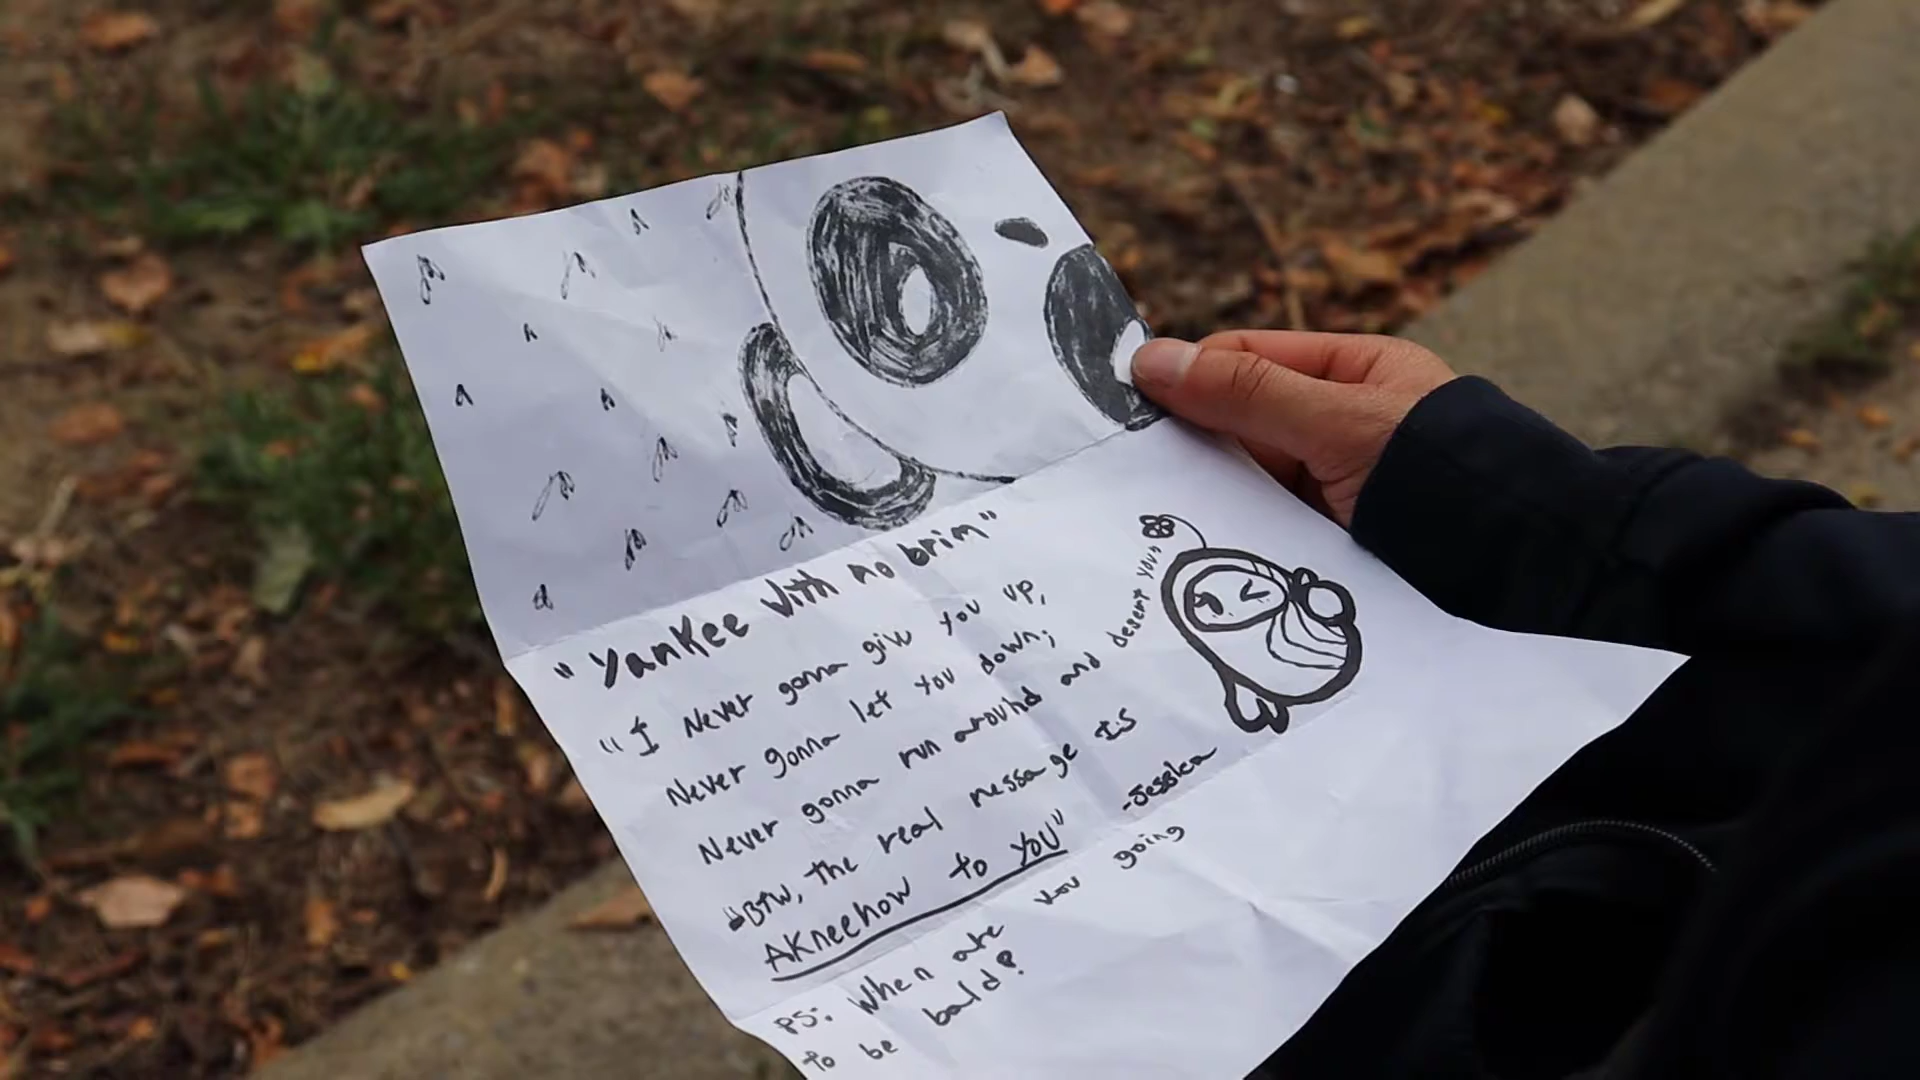 "Yankee With no brim"
"I Never gonna give you up,
Never gonna let you down;
Never gonna run around and desert you"
"BTW, the real message is
AKneehow to YOU"
-Jessica
PS: When are you going
to be bald?